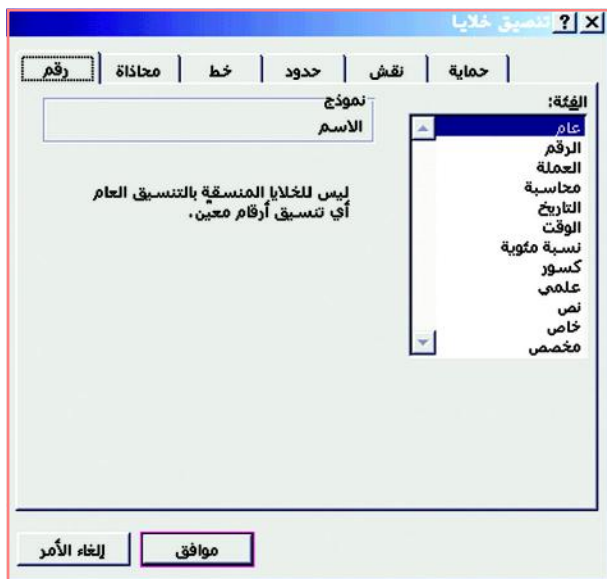 تنسيق خلايا
رقم محاذاة خط حدود نقش حماية
الفئة:
عام
الرقم
العملة
محاسبة
التاريخ
الوقت
نسبة مئوية
كسور
علمي
نص
خاص
مخصص
نموذج
الاسم
ليس للخلايا المنسقة بالتنسيق العام
أي تنسيق أرقام معيّن.
موافق
إلغاء الأمر